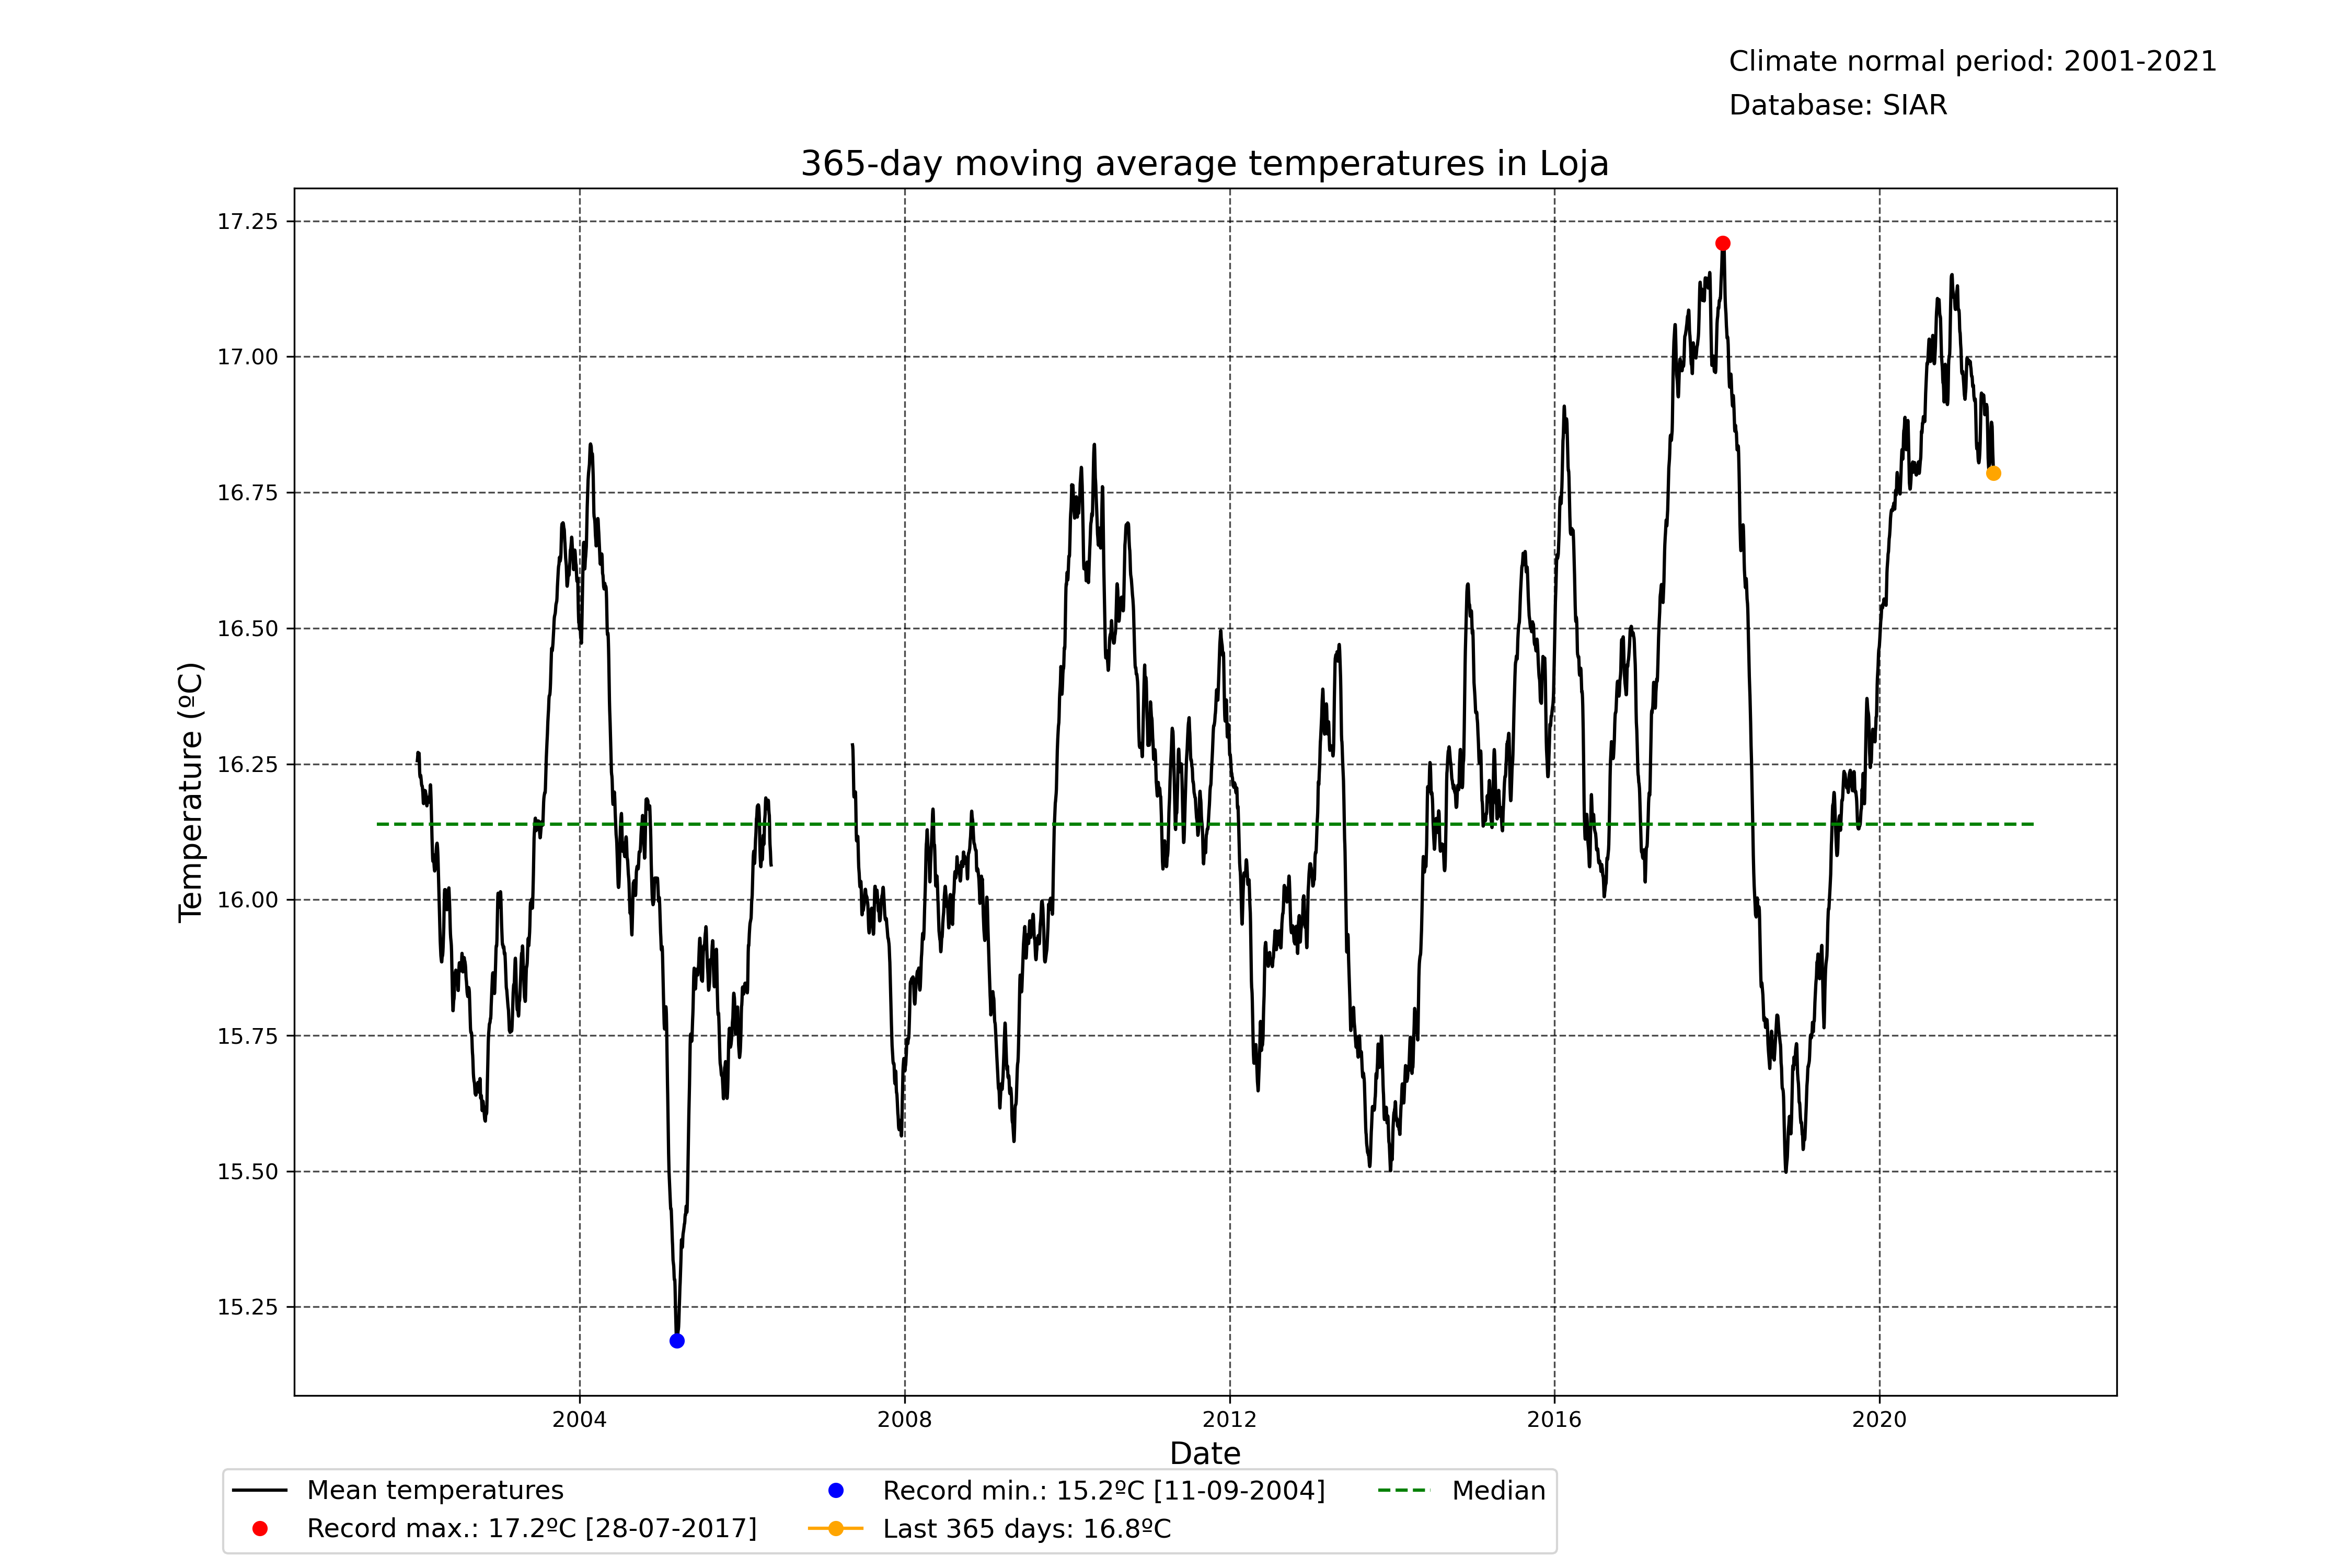 Climate normal period: 2001-2021
Database: SIAR
365-day moving average temperatures in Loja
17.25
17.00
16.75
16.50
16.25
16.00
15.75
15.50
15.25
Temperature (ºC)
2004 2008 2012 2016 2020
Date
Mean temperatures
Record max.: 17.2ºC [28-07-2017]
Record min.: 15.2ºC [11-09-2004]
Last 365 days: 16.8ºC
Median